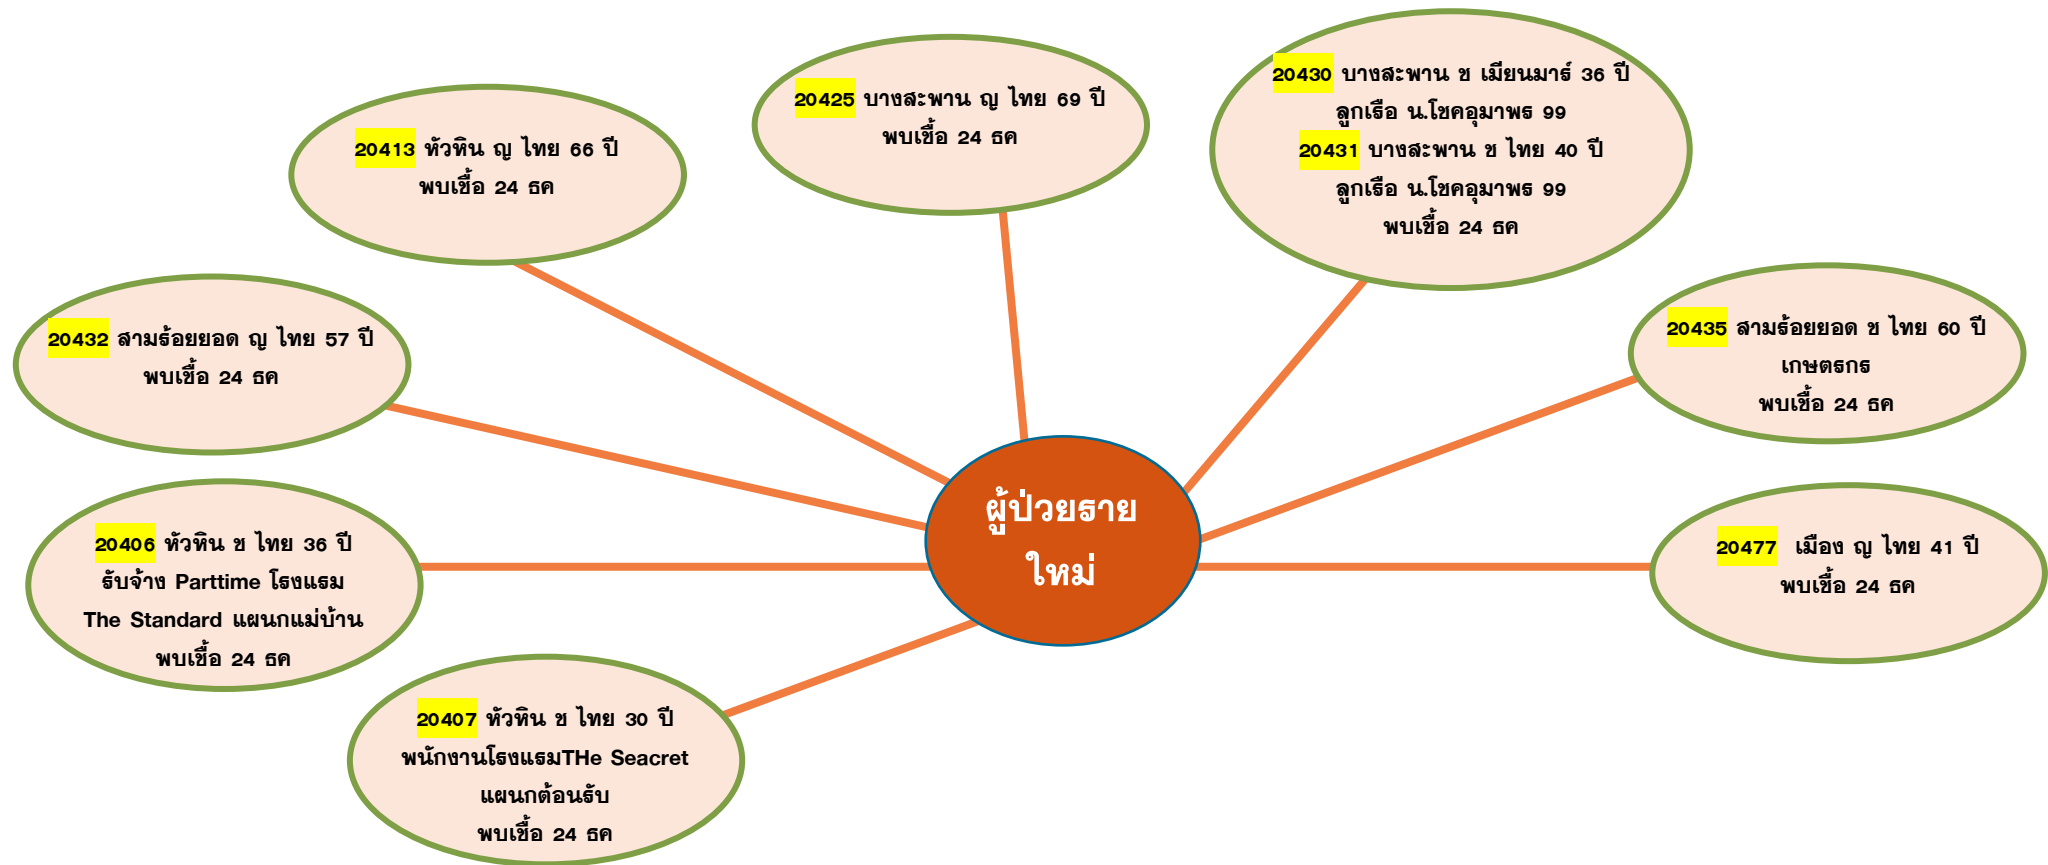 20430 บางสะพาน ช เมียนมาร์ 36 ปี
ลูกเรือ น.โชคอุมาพร 99
20431 บางสะพาน ช ไทย 40 ปี
ลูกเรือ น.โชคอุมาพร 99
พบเชื้อ 24 ธค
20425 บางสะพาน ญ ไทย 69 ปี
พบเชื้อ 24 ธค
20413 หัวหิน ญ ไทย 66 ปี
พบเชื้อ 24 ธค
20432 สามร้อยยอด ญ ไทย 57 ปี
พบเชื้อ 24 ธค
20435 สามร้อยยอด ช ไทย 60 ปี
เกษตรกร
พบเชื้อ 24 ธค
ผู้ป่วยราย
ใหม่
20406 หัวหิน ช ไทย 36 ปี
รับจ้าง Parttime โรงแรม
The Standard แผนกแม่บ้าน
พบเชื้อ 24 ธค
20477 เมือง ญ ไทย 41 ปี
พบเชื้อ 24 ธค
20407 หัวหิน ช ไทย 30 ปี
พนักงานโรงแรมTHe Seacret
แผนกต้อนรับ
พบเชื้อ 24 ธค